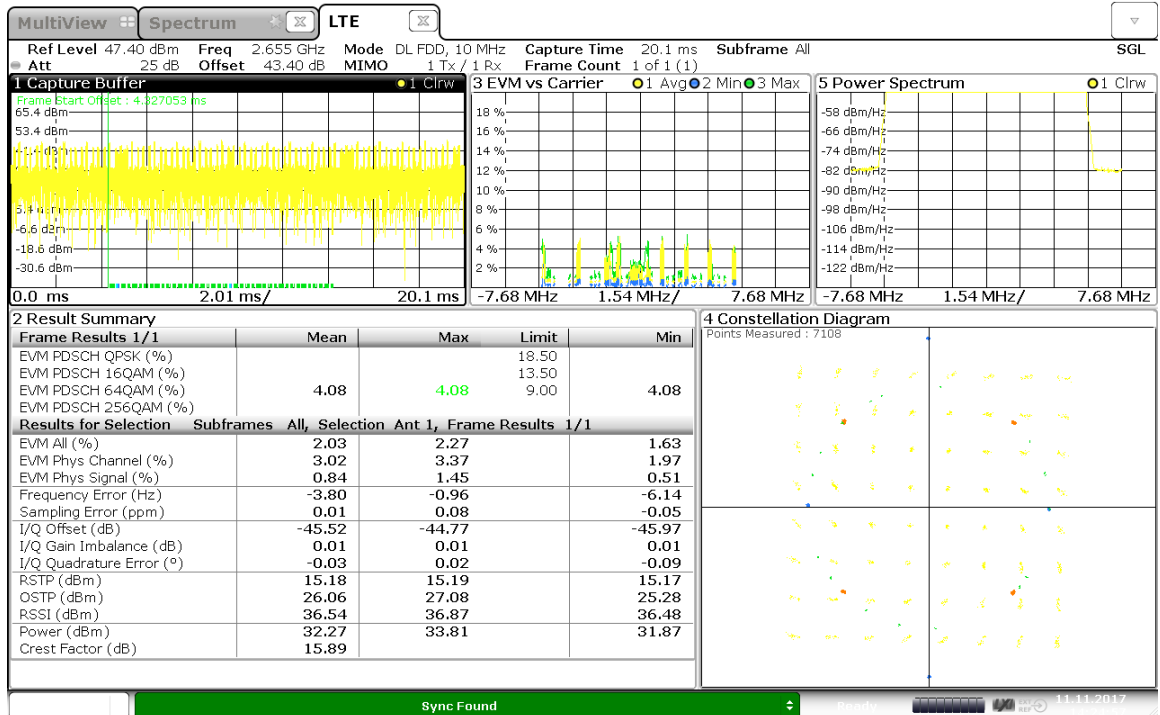 MultiView Spectrum LTE
Ref Level 47.40 dBm Freq 2.655 GHz Mode DL FDD, 10 MHz Capture Time 20.1 ms Subframe All SGL
Att 25 dB Offset 43.40 dB MIMO 1 Tx / 1 Rx Frame Count 1 of 1 (1)
1 Capture Buffer 1 Clrw
Frame Start Offset : 4.327053 ms
65.4 dBm
53.4 dBm
-6.6 dBm
-18.6 dBm
-30.6 dBm
0.0 ms 2.01 ms/ 20.1 ms
3 EVM vs Carrier 1 Avg 2 Min 3 Max
18 %
16 %
14 %
12 %
10 %
8 %
6 %
4 %
2 %
-7.68 MHz 1.54 MHz/ 7.68 MHz
5 Power Spectrum 1 Clrw
-58 dBm/Hz
-66 dBm/Hz
-74 dBm/Hz
-82 dBm/Hz
-90 dBm/Hz
-98 dBm/Hz
-106 dBm/Hz
-114 dBm/Hz
-122 dBm/Hz
-7.68 MHz 1.54 MHz/ 7.68 MHz
2 Result Summary
Frame Results 1/1 Mean Max Limit Min
EVM PDSCH QPSK (%) 18.50
EVM PDSCH 16QAM (%) 13.50
EVM PDSCH 64QAM (%) 4.08 4.08 9.00 4.08
EVM PDSCH 256QAM (%)
Results for Selection Subframes All, Selection Ant 1, Frame Results 1/1
EVM All (%) 2.03 2.27 1.63
EVM Phys Channel (%) 3.02 3.37 1.97
EVM Phys Signal (%) 0.84 1.45 0.51
Frequency Error (Hz) -3.80 -0.96 -6.14
Sampling Error (ppm) 0.01 0.08 -0.05
I/Q Offset (dB) -45.52 -44.77 -45.97
I/Q Gain Imbalance (dB) 0.01 0.01 0.01
I/Q Quadrature Error (º) -0.03 0.02 -0.09
RSTP (dBm) 15.18 15.19 15.17
OSTP (dBm) 26.06 27.08 25.28
RSSI (dBm) 36.54 36.87 36.48
Power (dBm) 32.27 33.81 31.87
Crest Factor (dB) 15.89
4 Constellation Diagram
Points Measured : 7108
Sync Found
Ready
LXI
11.11.2017